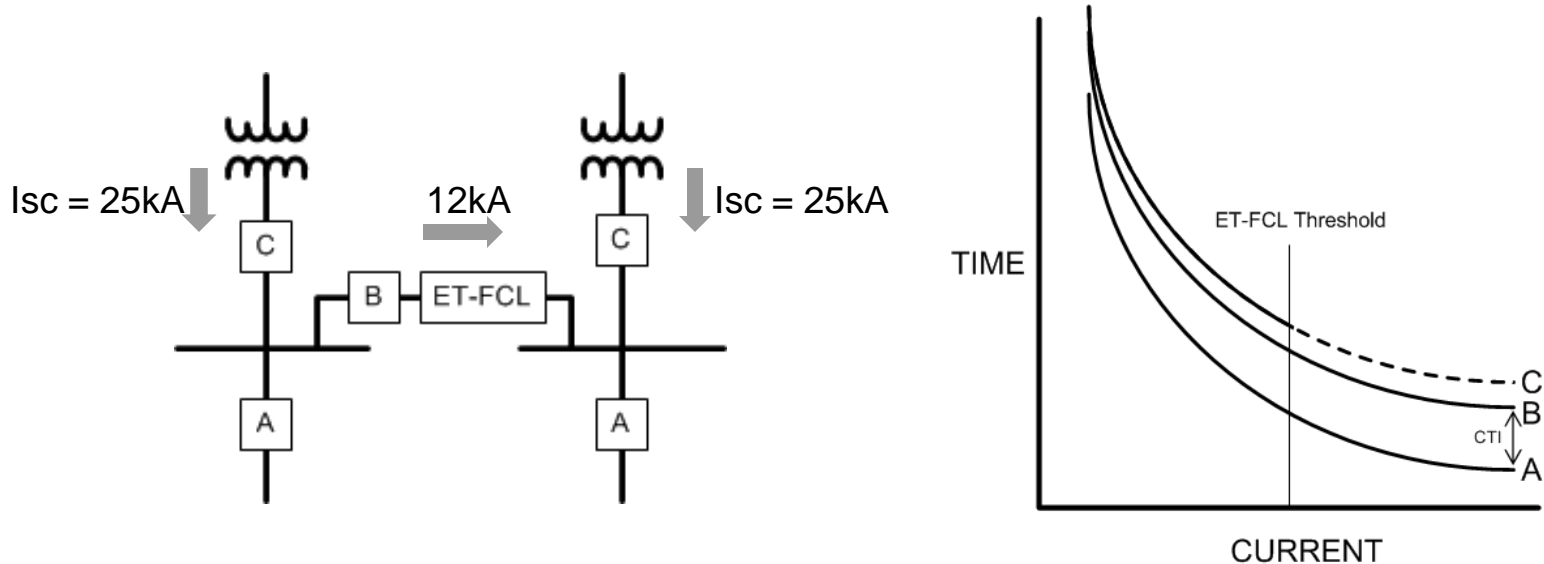 Isc = 25kA
12kA
Isc = 25kA
C
C
B
ET-FCL
A
A
ET-FCL Threshold
TIME
C
B
CTI
A
CURRENT